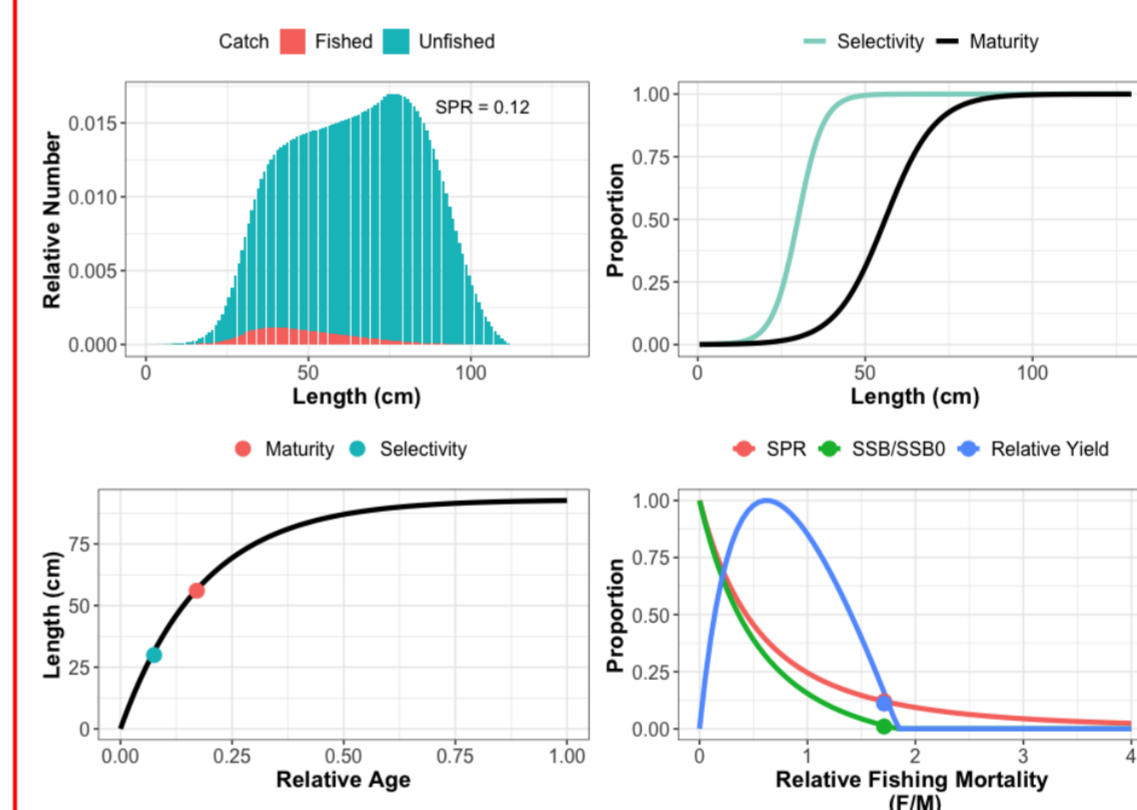 Catch Fished Unfished
SPR = 0.12
Relative Number
0.015
0.010
0.005
0.000
0 50 100
Length (cm)
Selectivity Maturity
Proportion
1.00
0.75
0.50
0.25
0.00
0 50 100
Length (cm)
Maturity Selectivity
Length (cm)
75
50
25
0
0.00 0.25 0.50 0.75 1.00
Relative Age
SPR SSB/SSB0 Relative Yield
Proportion
1.00
0.75
0.50
0.25
0.00
0 1 2 3 4
Relative Fishing Mortality
(F/M)